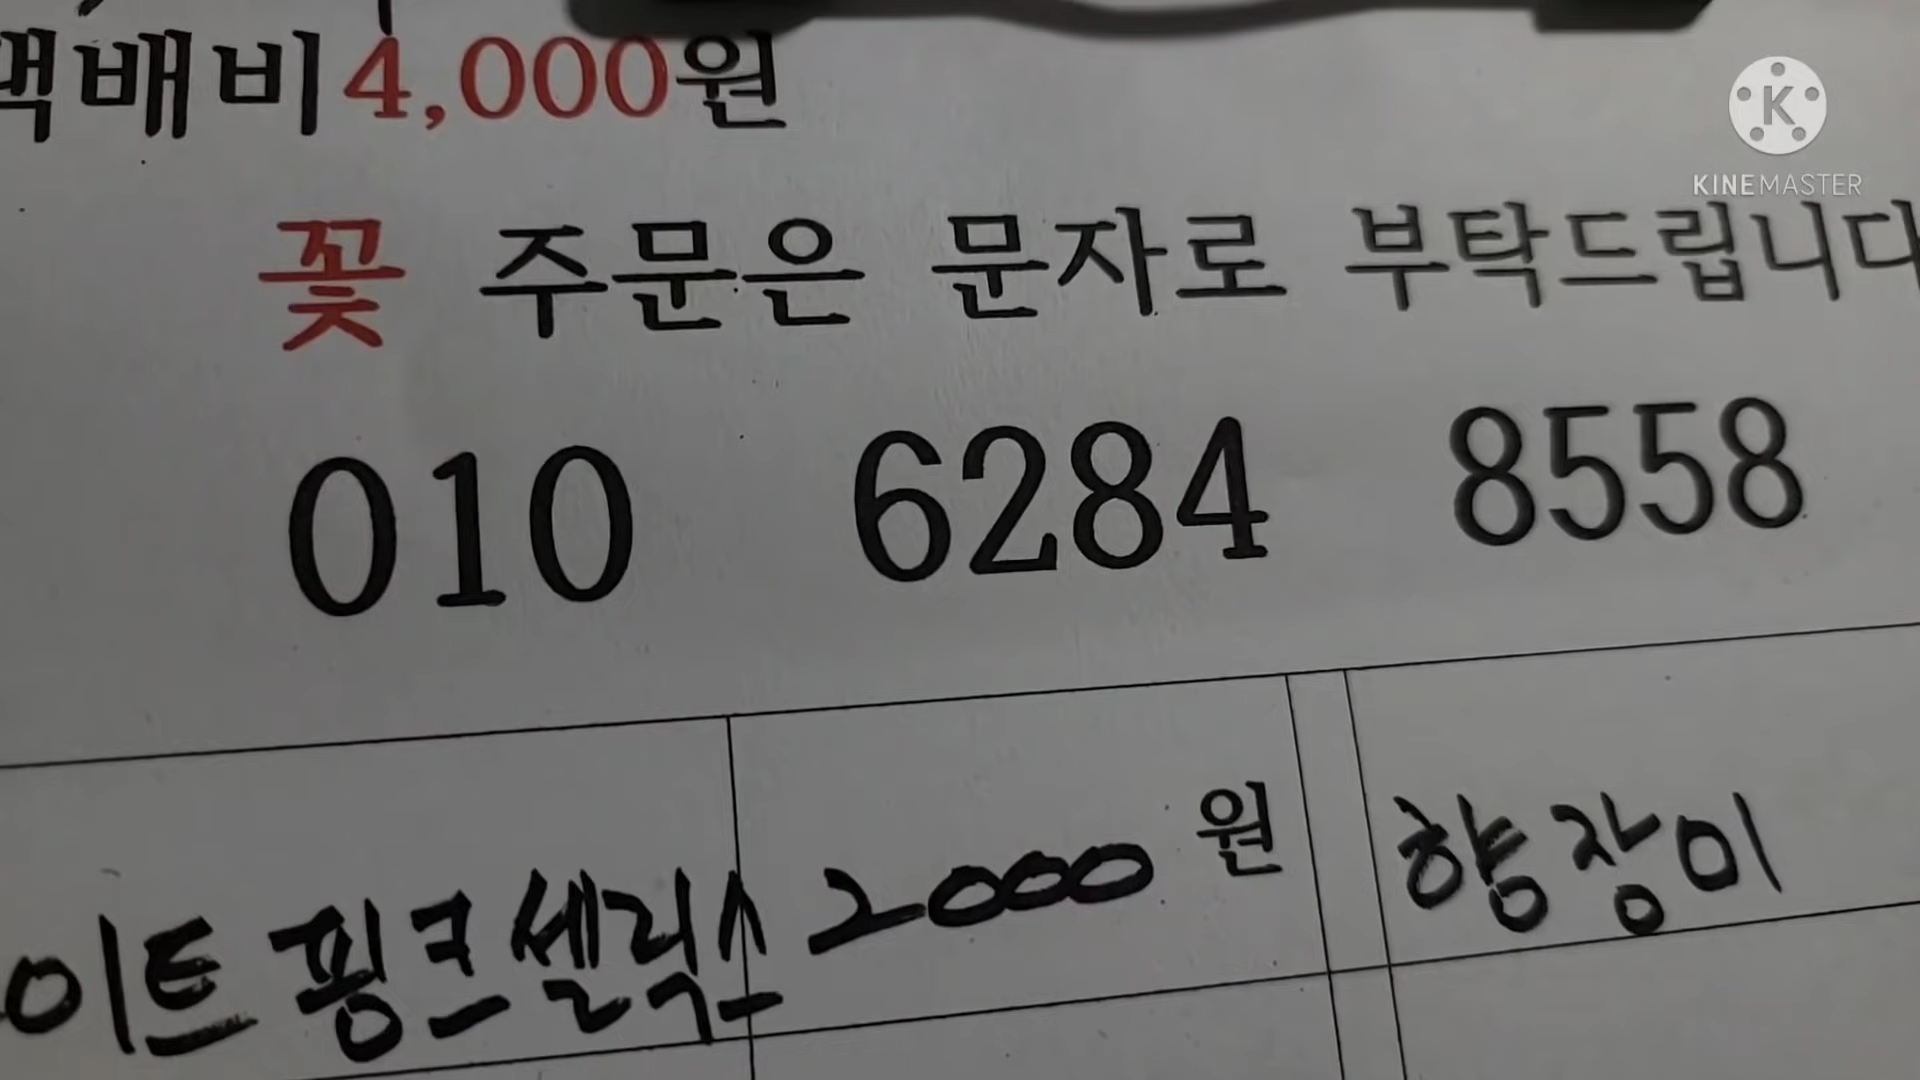 택배비4,000원
KINEMASTER
꽃 주문은 문자로 부탁드립니다
010 6284 8558
이트 핑크셀릭스 2000 원 향장이